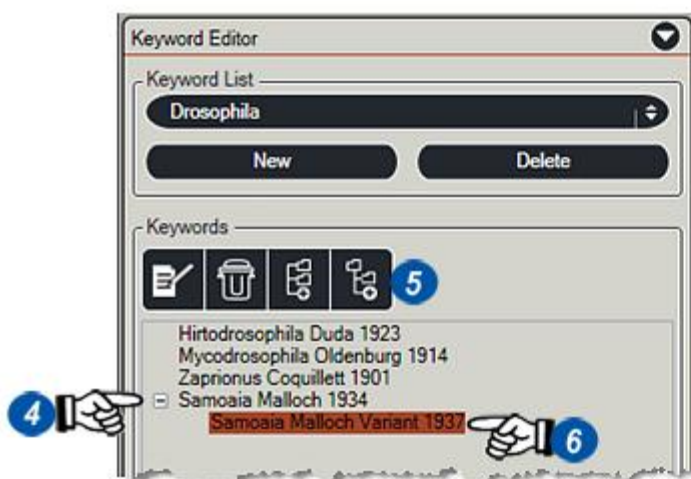 Keyword Editor
Keyword List
Drosophila
New Delete
Keywords
5
Hirtodrosophila Duda 1923
Mycodrosophila Oldenburg 1914
Zaprionus Coquillett 1901
4 Samoaia Malloch 1934
Samoaia Malloch Variant 1937 6